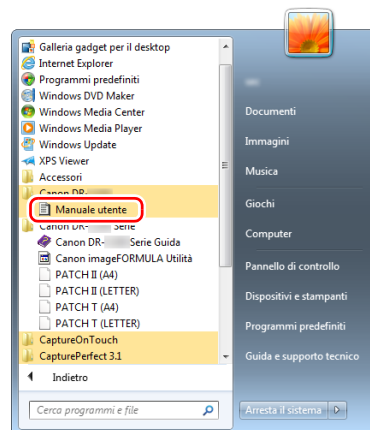 Galleria gadget per il desktop
Internet Explorer
Programmi predefiniti
Windows DVD Maker
Windows Media Center
Windows Media Player
Windows Update
XPS Viewer
Accessori
Canon DR-
Manuale utente
Canon DR- Serie
Canon DR- Serie Guida
Canon imageFORMULA Utilità
PATCH II (A4)
PATCH II (LETTER)
PATCH T (A4)
PATCH T (LETTER)
CaptureOnTouch
CapturePerfect 3.1
Indietro
Cerca programmi e file
Documenti
Immagini
Musica
Giochi
Computer
Pannello di controllo
Dispositivi e stampanti
Programmi predefiniti
Guida e supporto tecnico
Arresta il sistema